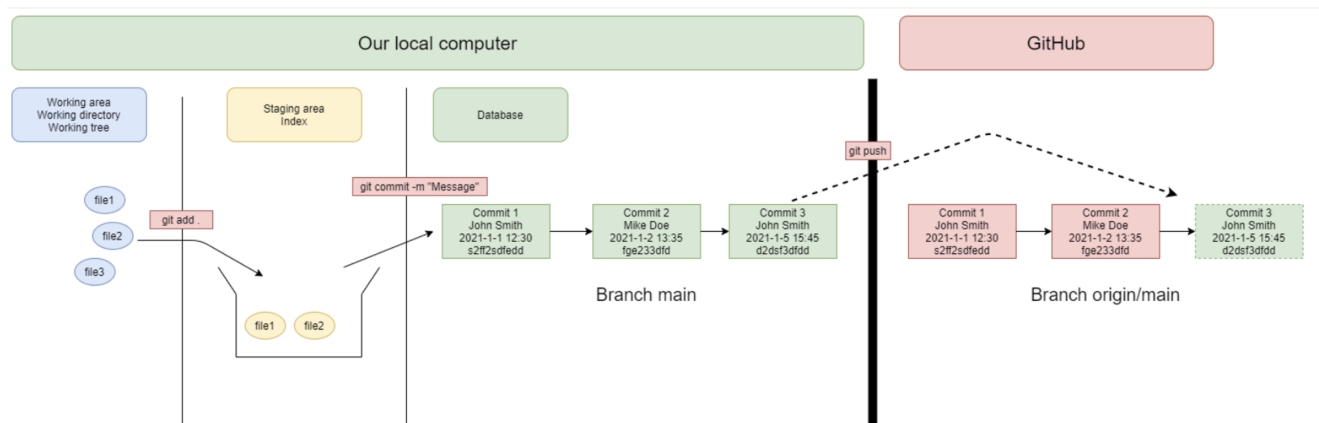 Our local computer
GitHub
Working area
Working directory
Working tree
Staging area
Index
Database
git push
git commit -m "Message"
file1
git add .
file2
file3
Commit 1
John Smith
2021-1-1 12:30
s2ff2sdfedd
Commit 2
Mike Doe
2021-1-2 13:35
fge233dfd
Commit 3
John Smith
2021-1-5 15:45
d2dsf3dfdd
Commit 1
John Smith
2021-1-1 12:30
s2ff2sdfedd
Commit 2
Mike Doe
2021-1-2 13:35
fge233dfd
Commit 3
John Smith
2021-1-5 15:45
d2dsf3dfdd
Branch main
Branch origin/main
file1
file2